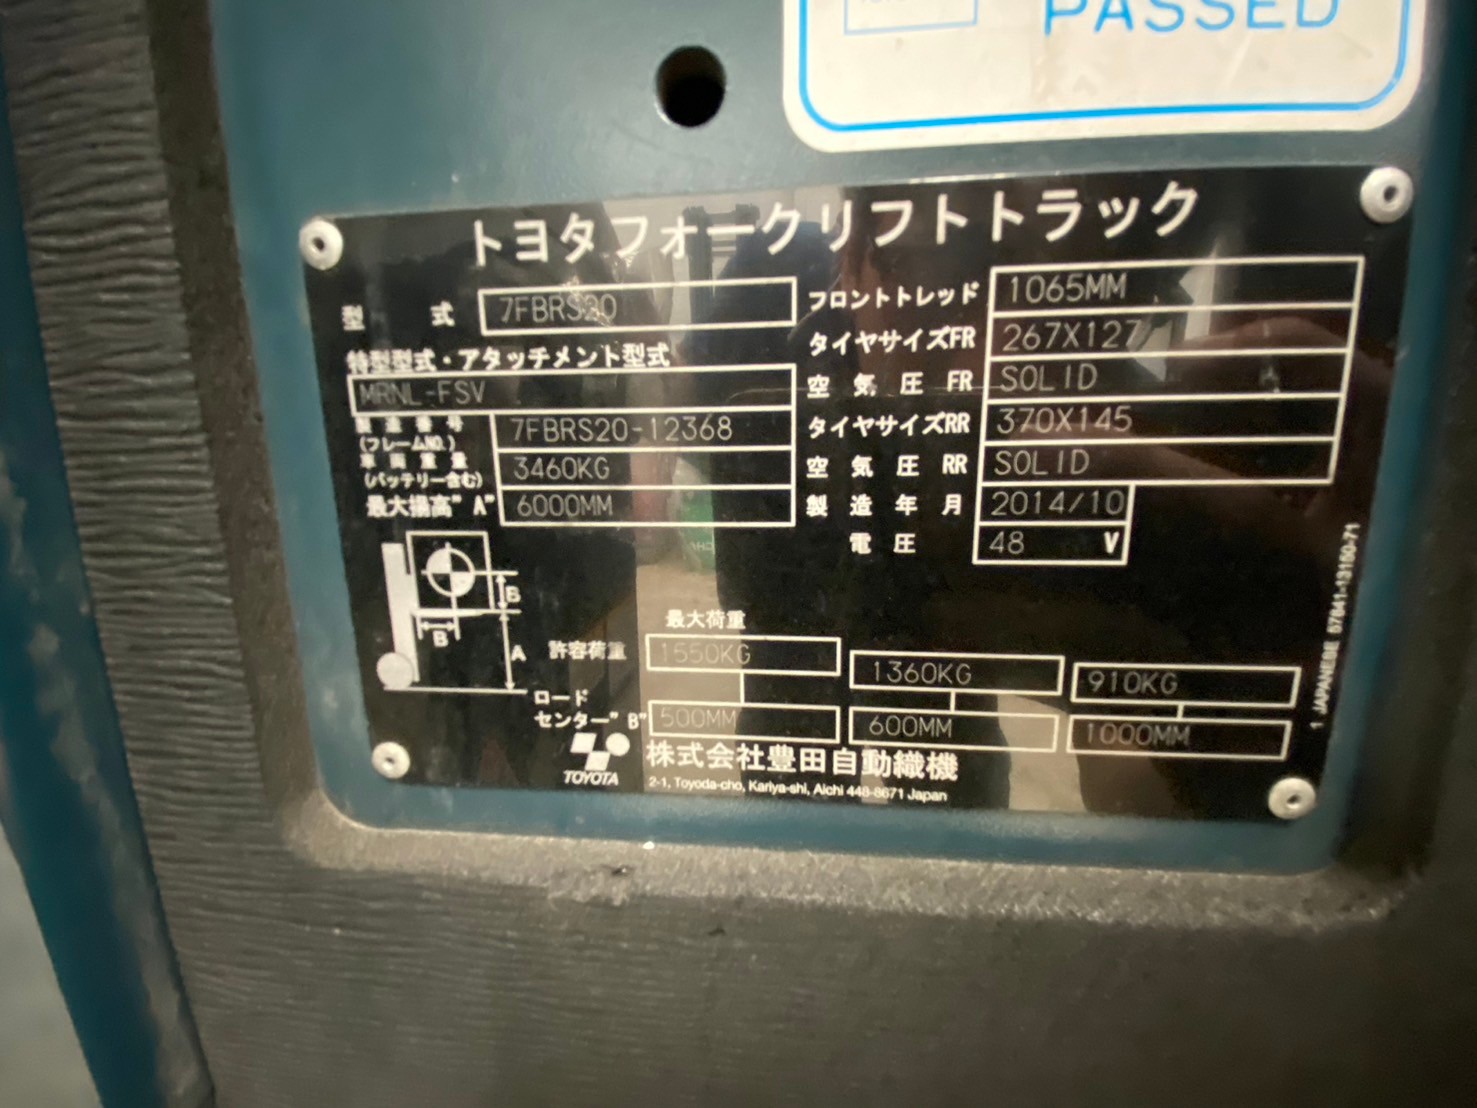 PASSED
トヨタフォークリフトトラック
型 式 7FBRS20
特型型式・アタッチメント型式
MRNL-FSV
製造番号
(フレームNO.) 7FBRS20-12368
車両重量
(バッテリー含む) 3460KG
最大揚高"A" 6000MM
フロントトレッド 1065MM
タイヤサイズFR 267X127
空気圧 FR SOLID
タイヤサイズRR 370X145
空気圧 RR SOLID
製造年月 2014/10
電圧 48 V
B
B
A
最大荷重
許容荷重 1550KG 1360KG 910KG
ロード
センター"B" 500MM 600MM 1000MM
TOYOTA
株式会社豊田自動織機
2-1, Toyoda-cho, Kariya-shi, Aichi 448-8671 Japan
1 JAPANESE 57841-13160-71